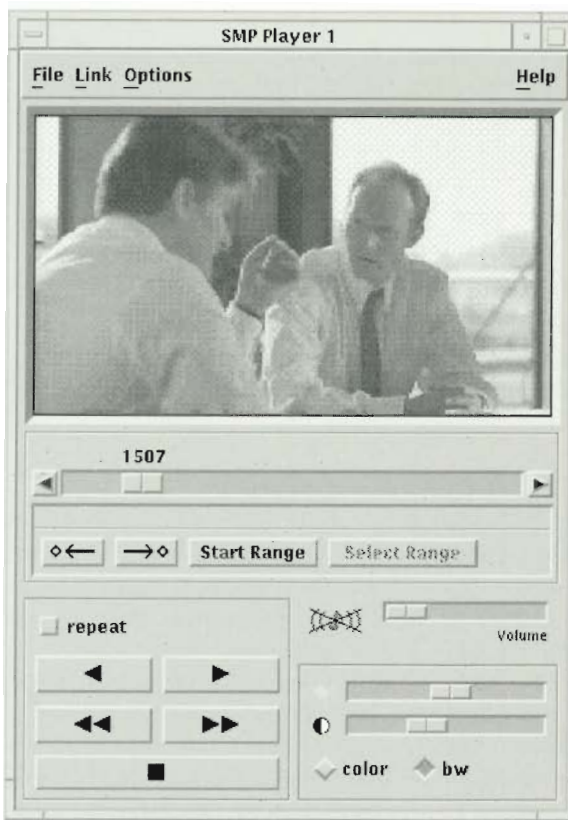 SMP Player 1
File Link Options Help
1507
Start Range Select Range
repeat
Volume
color bw